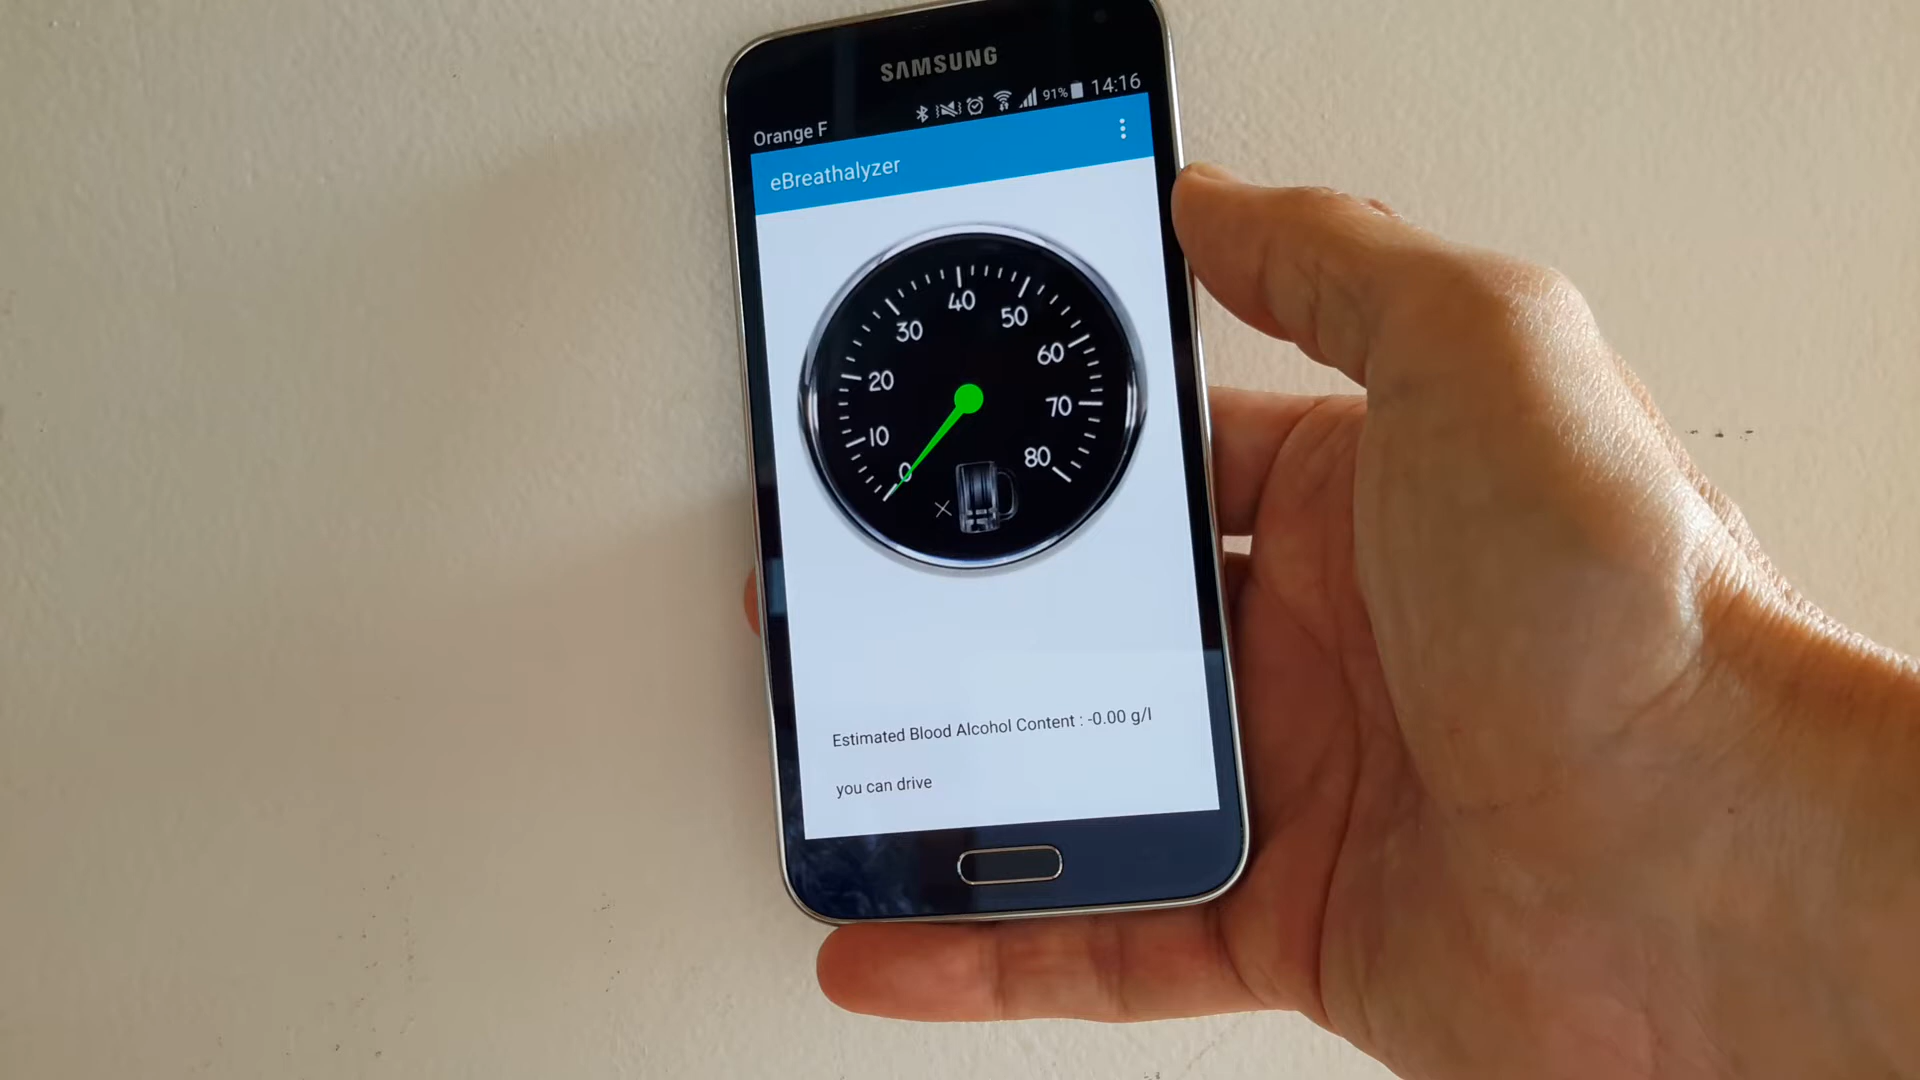 SAMSUNG
Orange F 91% 14:16
eBreathalyzer
0
10
20
30
40
50
60
70
80
Estimated Blood Alcohol Content : -0.00 g/l
you can drive